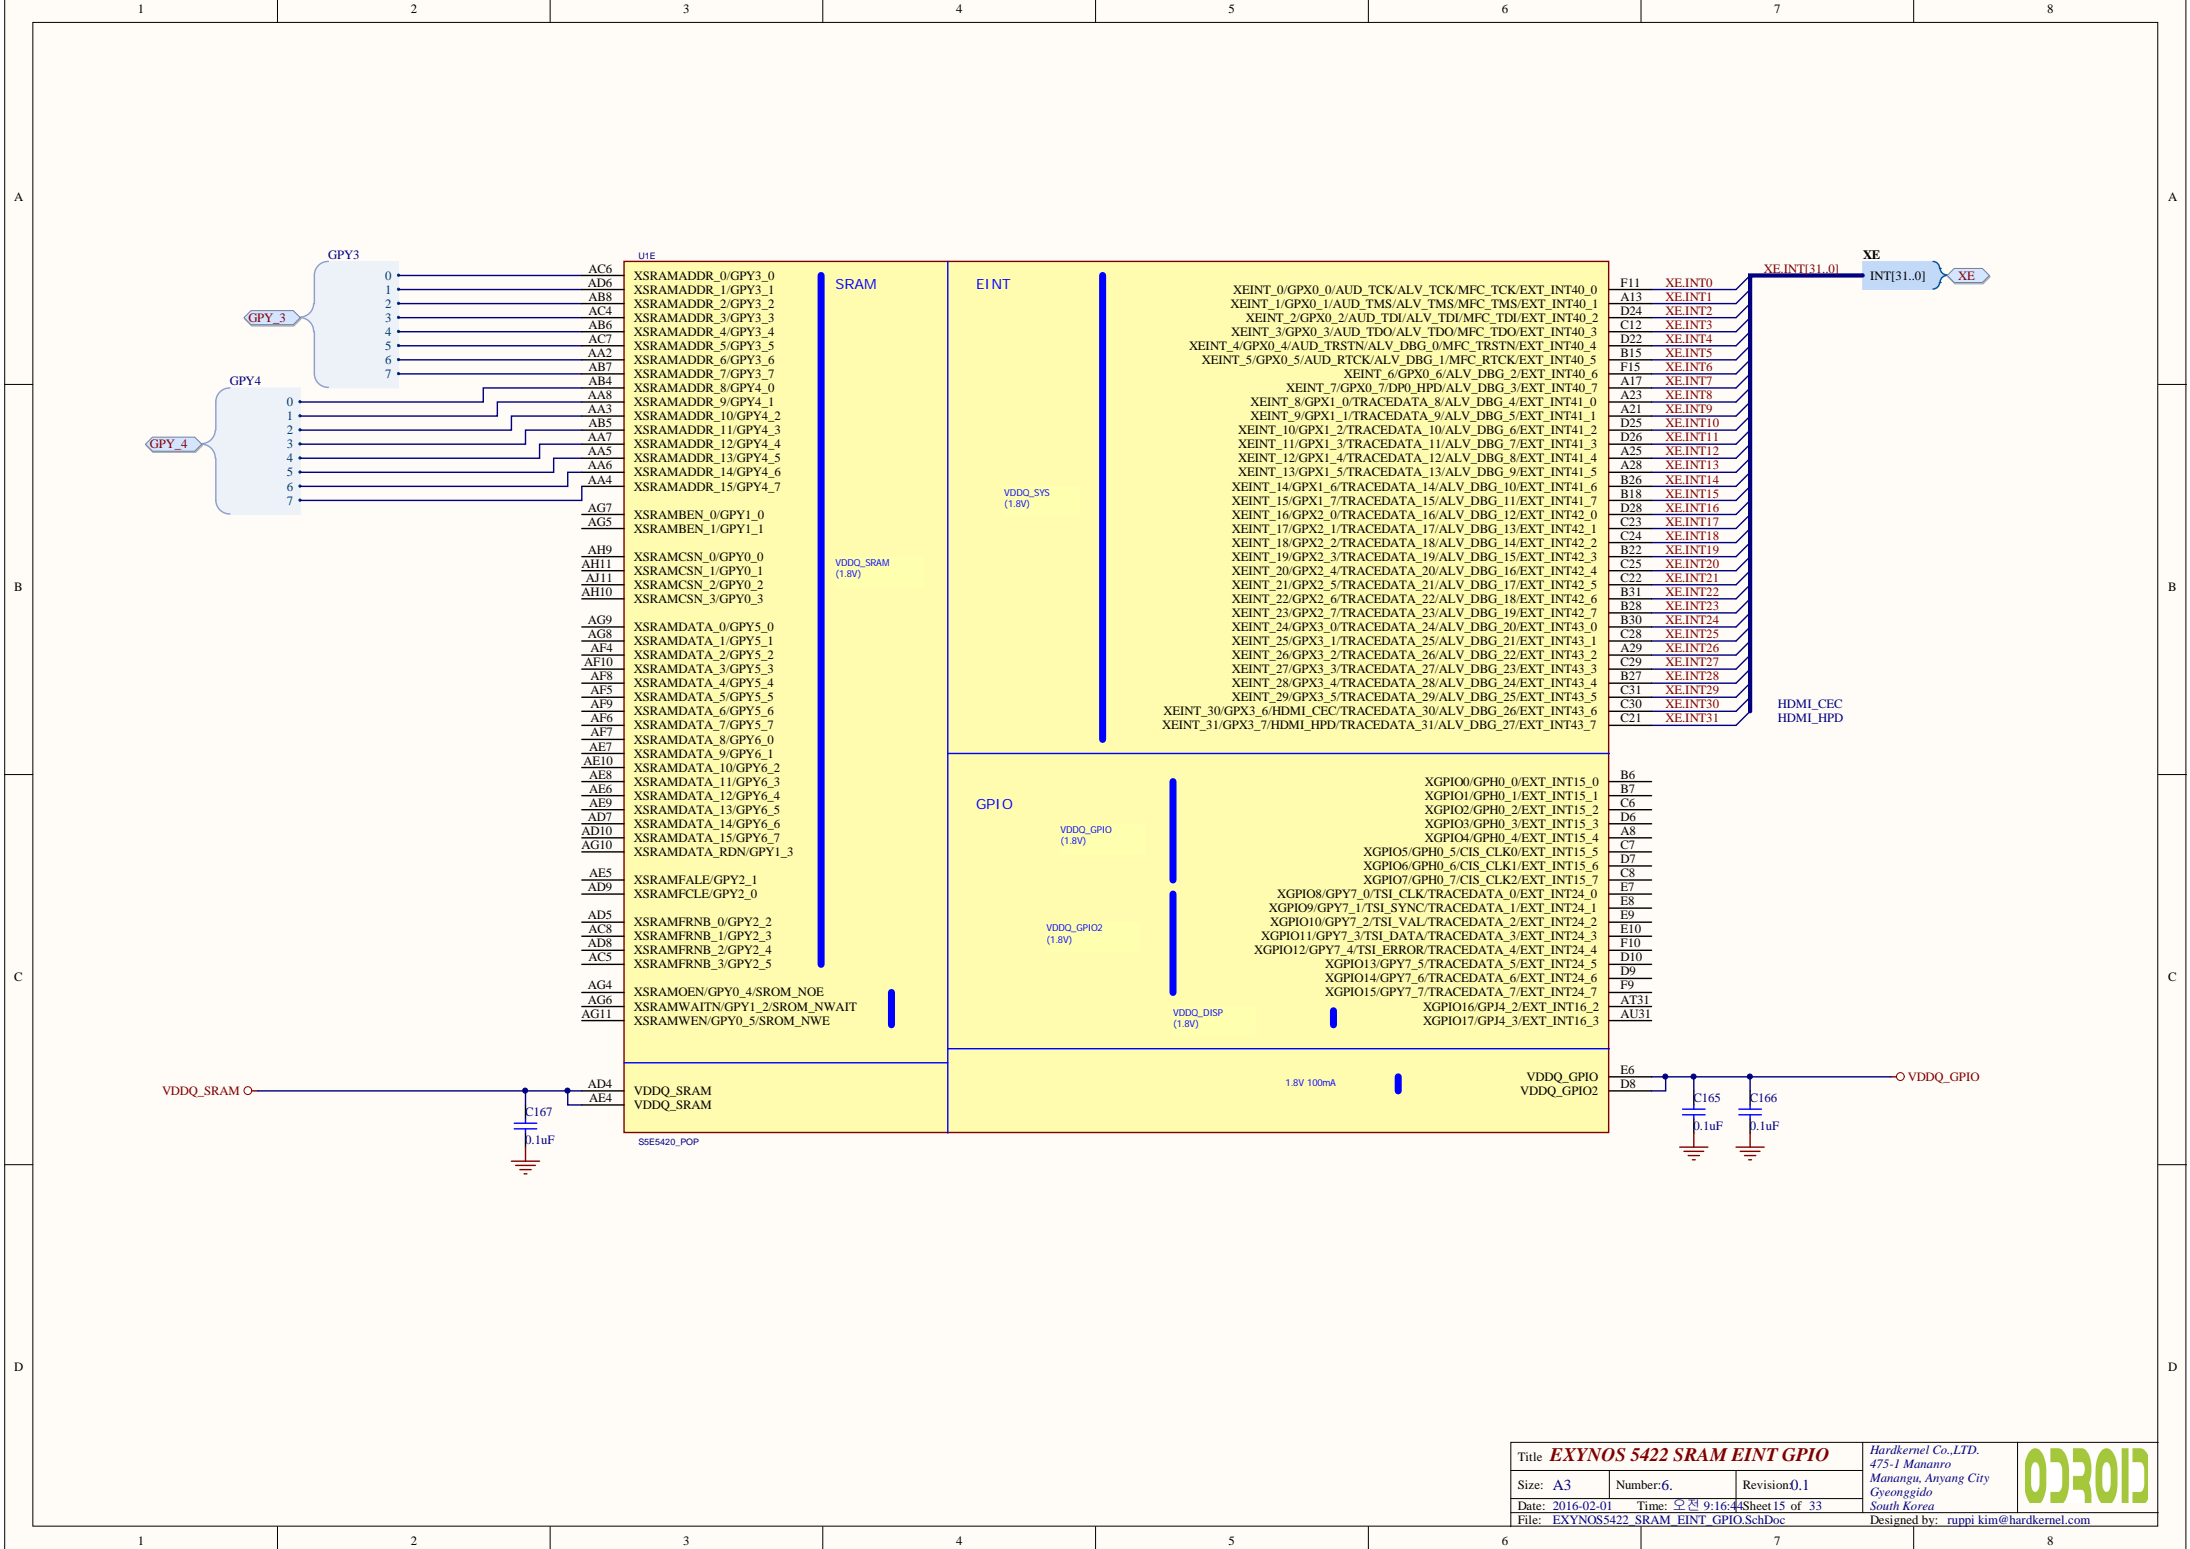 1 2 3 4 5 6 7 8
A A
B B
C C
D D
GPY3
0
1
2
3
4
5
6
7
GPY_3
GPY4
0
1
2
3
4
5
6
7
GPY_4
U1E
SRAM
VDDQ_SRAM
(1.8V)
AC6 XSRAMADDR_0/GPY3_0
AD6 XSRAMADDR_1/GPY3_1
AB8 XSRAMADDR_2/GPY3_2
AC4 XSRAMADDR_3/GPY3_3
AB6 XSRAMADDR_4/GPY3_4
AC7 XSRAMADDR_5/GPY3_5
AA2 XSRAMADDR_6/GPY3_6
AB7 XSRAMADDR_7/GPY3_7
AB4 XSRAMADDR_8/GPY4_0
AA8 XSRAMADDR_9/GPY4_1
AA3 XSRAMADDR_10/GPY4_2
AB5 XSRAMADDR_11/GPY4_3
AA7 XSRAMADDR_12/GPY4_4
AA5 XSRAMADDR_13/GPY4_5
AA6 XSRAMADDR_14/GPY4_6
AA4 XSRAMADDR_15/GPY4_7
AG7 XSRAMBEN_0/GPY1_0
AG5 XSRAMBEN_1/GPY1_1
AH9 XSRAMCSN_0/GPY0_0
AH11 XSRAMCSN_1/GPY0_1
AJ11 XSRAMCSN_2/GPY0_2
AH10 XSRAMCSN_3/GPY0_3
AG9 XSRAMDATA_0/GPY5_0
AG8 XSRAMDATA_1/GPY5_1
AF4 XSRAMDATA_2/GPY5_2
AF10 XSRAMDATA_3/GPY5_3
AF8 XSRAMDATA_4/GPY5_4
AF5 XSRAMDATA_5/GPY5_5
AF9 XSRAMDATA_6/GPY5_6
AF6 XSRAMDATA_7/GPY5_7
AF7 XSRAMDATA_8/GPY6_0
AE7 XSRAMDATA_9/GPY6_1
AE10 XSRAMDATA_10/GPY6_2
AE8 XSRAMDATA_11/GPY6_3
AE6 XSRAMDATA_12/GPY6_4
AE9 XSRAMDATA_13/GPY6_5
AD7 XSRAMDATA_14/GPY6_6
AD10 XSRAMDATA_15/GPY6_7
AG10 XSRAMDATA_RDN/GPY1_3
AE5 XSRAMFALE/GPY2_1
AD9 XSRAMFCLE/GPY2_0
AD5 XSRAMFRNB_0/GPY2_2
AC8 XSRAMFRNB_1/GPY2_3
AD8 XSRAMFRNB_2/GPY2_4
AC5 XSRAMFRNB_3/GPY2_5
AG4 XSRAMOEN/GPY0_4/SROM_NOE
AG6 XSRAMWAITN/GPY1_2/SROM_NWAIT
AG11 XSRAMWEN/GPY0_5/SROM_NWE
VDDQ_SRAM
AD4 VDDQ_SRAM
AE4 VDDQ_SRAM
C167
0.1uF
S5E5420_POP
EINT
VDDQ_SYS
(1.8V)
XEINT_0/GPX0_0/AUD_TCK/ALV_TCK/MFC_TCK/EXT_INT40_0 F11 XE.INT0
XEINT_1/GPX0_1/AUD_TMS/ALV_TMS/MFC_TMS/EXT_INT40_1 A13 XE.INT1
XEINT_2/GPX0_2/AUD_TDI/ALV_TDI/MFC_TDI/EXT_INT40_2 D24 XE.INT2
XEINT_3/GPX0_3/AUD_TDO/ALV_TDO/MFC_TDO/EXT_INT40_3 C12 XE.INT3
XEINT_4/GPX0_4/AUD_TRSTN/ALV_DBG_0/MFC_TRSTN/EXT_INT40_4 D22 XE.INT4
XEINT_5/GPX0_5/AUD_RTCK/ALV_DBG_1/MFC_RTCK/EXT_INT40_5 B15 XE.INT5
XEINT_6/GPX0_6/ALV_DBG_2/EXT_INT40_6 F15 XE.INT6
XEINT_7/GPX0_7/DP0_HPD/ALV_DBG_3/EXT_INT40_7 A17 XE.INT7
XEINT_8/GPX1_0/TRACEDATA_8/ALV_DBG_4/EXT_INT41_0 A23 XE.INT8
XEINT_9/GPX1_1/TRACEDATA_9/ALV_DBG_5/EXT_INT41_1 A21 XE.INT9
XEINT_10/GPX1_2/TRACEDATA_10/ALV_DBG_6/EXT_INT41_2 D25 XE.INT10
XEINT_11/GPX1_3/TRACEDATA_11/ALV_DBG_7/EXT_INT41_3 D26 XE.INT11
XEINT_12/GPX1_4/TRACEDATA_12/ALV_DBG_8/EXT_INT41_4 A25 XE.INT12
XEINT_13/GPX1_5/TRACEDATA_13/ALV_DBG_9/EXT_INT41_5 A28 XE.INT13
XEINT_14/GPX1_6/TRACEDATA_14/ALV_DBG_10/EXT_INT41_6 B26 XE.INT14
XEINT_15/GPX1_7/TRACEDATA_15/ALV_DBG_11/EXT_INT41_7 B18 XE.INT15
XEINT_16/GPX2_0/TRACEDATA_16/ALV_DBG_12/EXT_INT42_0 D28 XE.INT16
XEINT_17/GPX2_1/TRACEDATA_17/ALV_DBG_13/EXT_INT42_1 C23 XE.INT17
XEINT_18/GPX2_2/TRACEDATA_18/ALV_DBG_14/EXT_INT42_2 C24 XE.INT18
XEINT_19/GPX2_3/TRACEDATA_19/ALV_DBG_15/EXT_INT42_3 B22 XE.INT19
XEINT_20/GPX2_4/TRACEDATA_20/ALV_DBG_16/EXT_INT42_4 C25 XE.INT20
XEINT_21/GPX2_5/TRACEDATA_21/ALV_DBG_17/EXT_INT42_5 C22 XE.INT21
XEINT_22/GPX2_6/TRACEDATA_22/ALV_DBG_18/EXT_INT42_6 B31 XE.INT22
XEINT_23/GPX2_7/TRACEDATA_23/ALV_DBG_19/EXT_INT42_7 B28 XE.INT23
XEINT_24/GPX3_0/TRACEDATA_24/ALV_DBG_20/EXT_INT43_0 B30 XE.INT24
XEINT_25/GPX3_1/TRACEDATA_25/ALV_DBG_21/EXT_INT43_1 C28 XE.INT25
XEINT_26/GPX3_2/TRACEDATA_26/ALV_DBG_22/EXT_INT43_2 A29 XE.INT26
XEINT_27/GPX3_3/TRACEDATA_27/ALV_DBG_23/EXT_INT43_3 C29 XE.INT27
XEINT_28/GPX3_4/TRACEDATA_28/ALV_DBG_24/EXT_INT43_4 B27 XE.INT28
XEINT_29/GPX3_5/TRACEDATA_29/ALV_DBG_25/EXT_INT43_5 C31 XE.INT29
XEINT_30/GPX3_6/HDMI_CEC/TRACEDATA_30/ALV_DBG_26/EXT_INT43_6 C30 XE.INT30 HDMI_CEC
XEINT_31/GPX3_7/HDMI_HPD/TRACEDATA_31/ALV_DBG_27/EXT_INT43_7 C21 XE.INT31 HDMI_HPD
XE.INT[31..0]
XE
INT[31..0]
XE
GPIO
VDDQ_GPIO
(1.8V)
VDDQ_GPIO2
(1.8V)
VDDQ_DISP
(1.8V)
XGPIO0/GPH0_0/EXT_INT15_0 B6
XGPIO1/GPH0_1/EXT_INT15_1 B7
XGPIO2/GPH0_2/EXT_INT15_2 C6
XGPIO3/GPH0_3/EXT_INT15_3 D6
XGPIO4/GPH0_4/EXT_INT15_4 A8
XGPIO5/GPH0_5/CIS_CLK0/EXT_INT15_5 C7
XGPIO6/GPH0_6/CIS_CLK1/EXT_INT15_6 D7
XGPIO7/GPH0_7/CIS_CLK2/EXT_INT15_7 C8
XGPIO8/GPY7_0/TSI_CLK/TRACEDATA_0/EXT_INT24_0 E7
XGPIO9/GPY7_1/TSI_SYNC/TRACEDATA_1/EXT_INT24_1 E8
XGPIO10/GPY7_2/TSI_VAL/TRACEDATA_2/EXT_INT24_2 E9
XGPIO11/GPY7_3/TSI_DATA/TRACEDATA_3/EXT_INT24_3 E10
XGPIO12/GPY7_4/TSI_ERROR/TRACEDATA_4/EXT_INT24_4 F10
XGPIO13/GPY7_5/TRACEDATA_5/EXT_INT24_5 D10
XGPIO14/GPY7_6/TRACEDATA_6/EXT_INT24_6 D9
XGPIO15/GPY7_7/TRACEDATA_7/EXT_INT24_7 F9
XGPIO16/GPJ4_2/EXT_INT16_2 AT31
XGPIO17/GPJ4_3/EXT_INT16_3 AU31
1.8V 100mA
VDDQ_GPIO E6
VDDQ_GPIO2 D8
VDDQ_GPIO
C165
0.1uF
C166
0.1uF
Title EXYNOS 5422 SRAM EINT GPIO
Size: A3 Number:6. Revision:0.1
Date: 2016-02-01 Time: 오전 9:16:44 Sheet 15 of 33
File: EXYNOS5422_SRAM_EINT_GPIO.SchDoc
Hardkernel Co.,LTD.
475-1 Mananro
Manangu, Anyang City
Gyeonggido
South Korea
Designed by: ruppi kim@hardkernel.com
ODROID
1 2 3 4 5 6 7 8